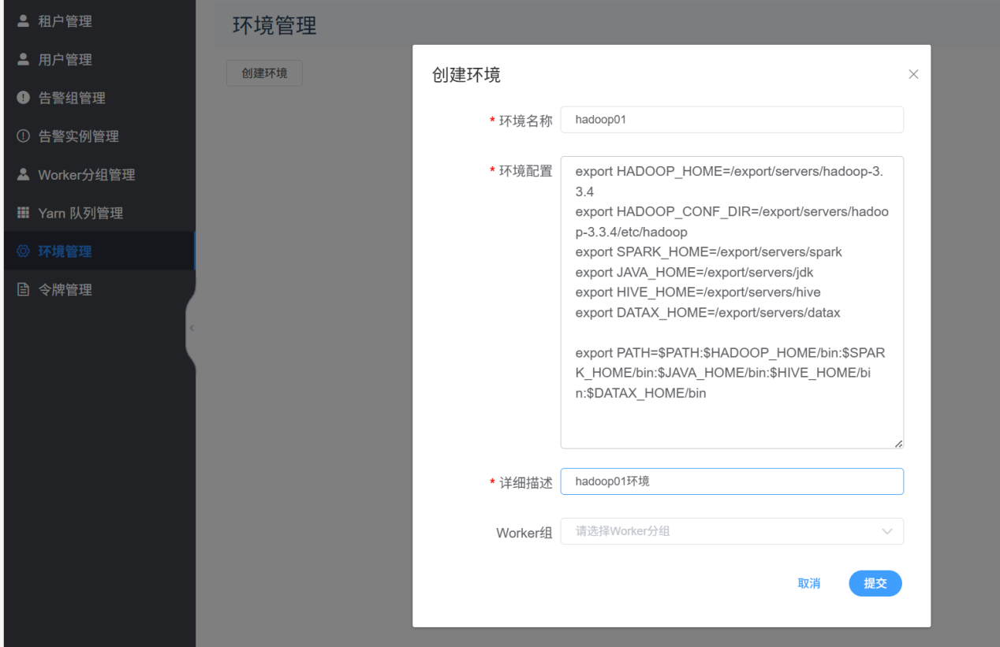 租户管理
用户管理
告警组管理
告警实例管理
Worker分组管理
Yarn 队列管理
环境管理
令牌管理
环境管理
创建环境
创建环境
* 环境名称
hadoop01
* 环境配置
export HADOOP_HOME=/export/servers/hadoop-3.
3.4
export HADOOP_CONF_DIR=/export/servers/hadoo
p-3.3.4/etc/hadoop
export SPARK_HOME=/export/servers/spark
export JAVA_HOME=/export/servers/jdk
export HIVE_HOME=/export/servers/hive
export DATAX_HOME=/export/servers/datax
export PATH=$PATH:$HADOOP_HOME/bin:$SPAR
K_HOME/bin:$JAVA_HOME/bin:$HIVE_HOME/bi
n:$DATAX_HOME/bin
* 详细描述
hadoop01环境
Worker组
请选择Worker分组
取消
提交